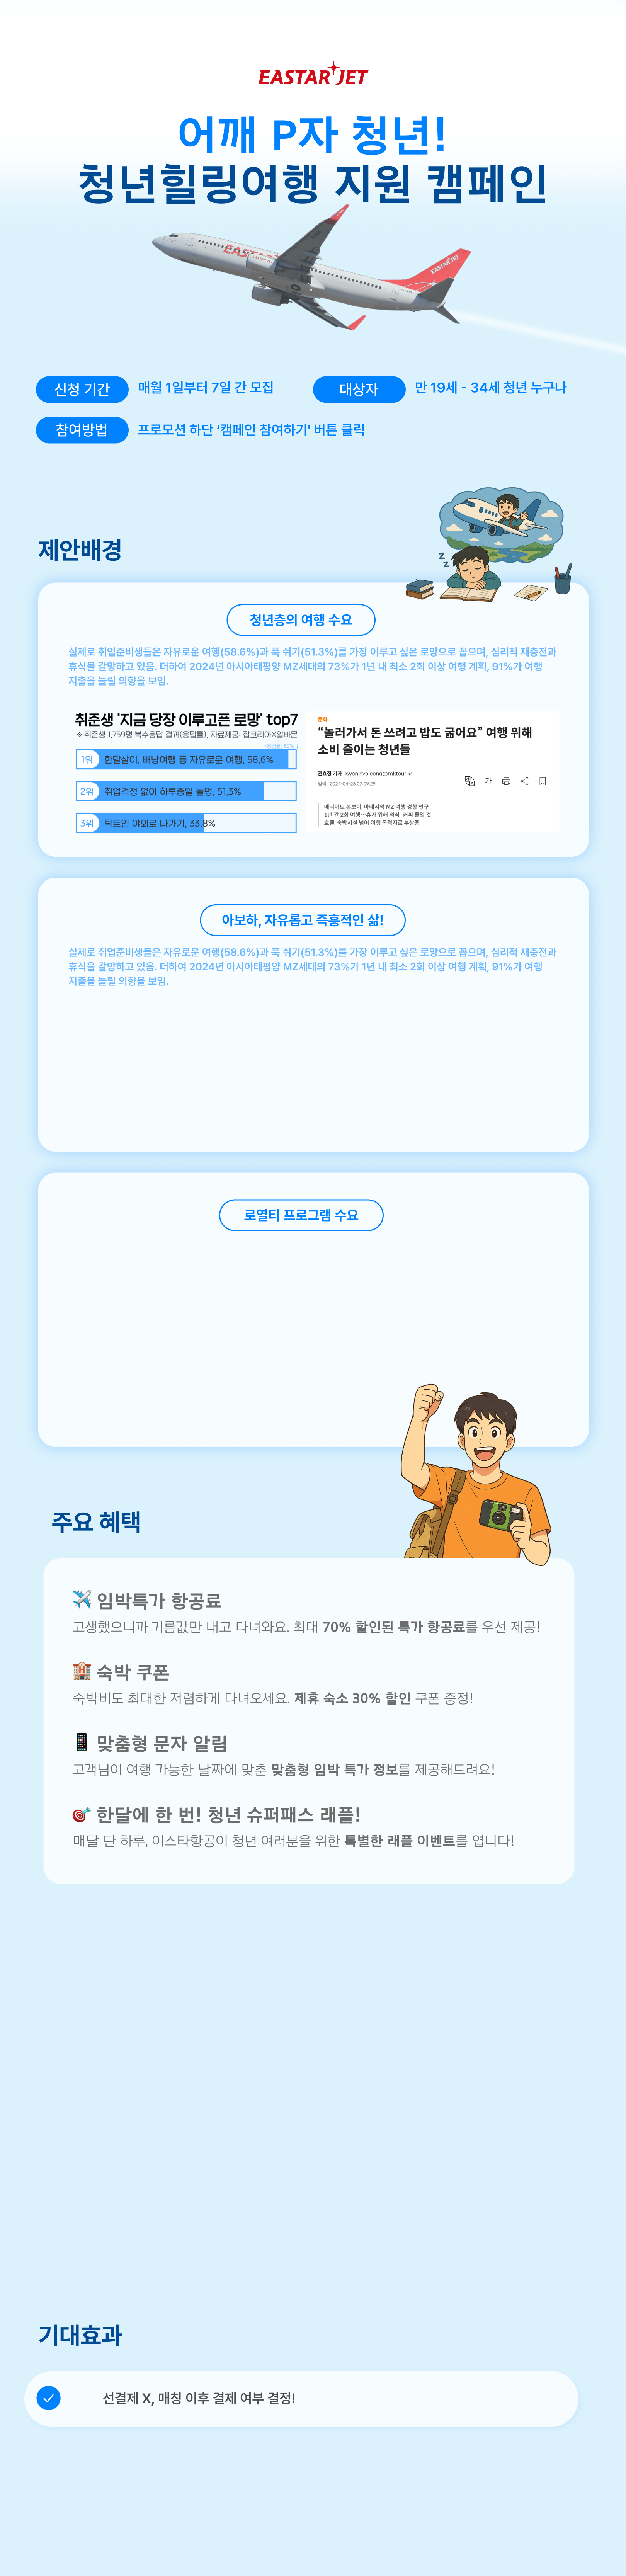 EASTAR JET
어깨 P자 청년!
청년힐링여행 지원 캠페인
EASTAR JET
EASTAR JET
신청 기간
매월 1일부터 7일 간 모집
대상자
만 19세 - 34세 청년 누구나
참여방법
프로모션 하단 ‘캠페인 참여하기’ 버튼 클릭
제안배경
z
z
청년층의 여행 수요
실제로 취업준비생들은 자유로운 여행(58.6%)과 푹 쉬기(51.3%)를 가장 이루고 싶은 로망으로 꼽으며, 심리적 재충전과
휴식을 갈망하고 있음. 더하여 2024년 아시아태평양 MZ세대의 73%가 1년 내 최소 2회 이상 여행 계획, 91%가 여행
지출을 늘릴 의향을 보임.
취준생 '지금 당장 이루고픈 로망' top7
※ 취준생 1,759명 복수응답 결과(응답률), 자료제공: 잡코리아X알바몬
1위 한달살이, 배낭여행 등 자유로운 여행, 58.6%
2위 취업걱정 없이 하루종일 놀멍, 51.3%
3위 탁트인 야외로 나가기, 33.8%
문화
“놀러가서 돈 쓰려고 밥도 굶어요” 여행 위해
소비 줄이는 청년들
권효정 기자 kwon.hyojeong@mktour.kr
입력 : 2024-04-26 07:09:29
가
메리어트 본보이, 아태지역 MZ 여행 경향 연구
1년 간 2회 여행…휴가 위해 외식·커피 줄일 것
호텔, 숙박시설 넘어 여행 목적지로 부상중
아보하, 자유롭고 즉흥적인 삶!
실제로 취업준비생들은 자유로운 여행(58.6%)과 푹 쉬기(51.3%)를 가장 이루고 싶은 로망으로 꼽으며, 심리적 재충전과
휴식을 갈망하고 있음. 더하여 2024년 아시아태평양 MZ세대의 73%가 1년 내 최소 2회 이상 여행 계획, 91%가 여행
지출을 늘릴 의향을 보임.
로열티 프로그램 수요
주요 혜택
임박특가 항공료
고생했으니까 기름값만 내고 다녀와요. 최대 70% 할인된 특가 항공료를 우선 제공!
숙박 쿠폰
숙박비도 최대한 저렴하게 다녀오세요. 제휴 숙소 30% 할인 쿠폰 증정!
맞춤형 문자 알림
고객님이 여행 가능한 날짜에 맞춘 맞춤형 임박 특가 정보를 제공해드려요!
한달에 한 번! 청년 슈퍼패스 래플!
매달 단 하루, 이스타항공이 청년 여러분을 위한 특별한 래플 이벤트를 엽니다!
기대효과
선결제 X, 매칭 이후 결제 여부 결정!